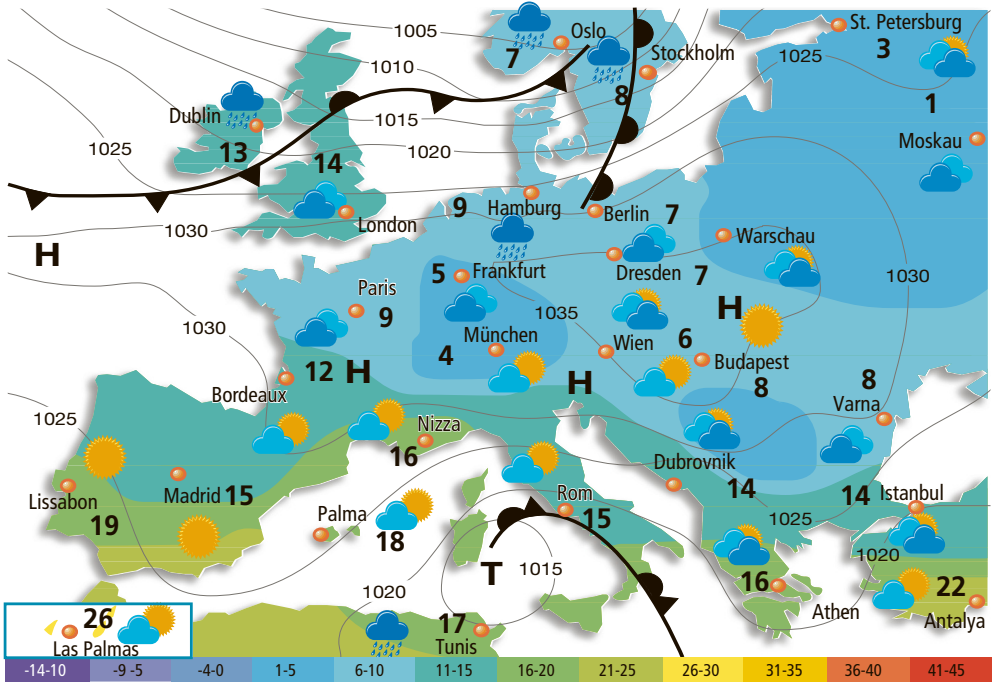 1005
Oslo
St. Petersburg
7
3
Stockholm
1010
1025
8
1
Dublin
1015
Moskau
13
14
1020
1025
9
Hamburg
Berlin
7
London
1030
Warschau
H
5
Frankfurt
Dresden
7
1030
Paris
H
1030
9
1035
München
Wien
6
4
Budapest
12
H
H
8
8
Bordeaux
Varna
1025
Nizza
16
Dubrovnik
Lissabon
Madrid
15
Rom
14
14
Istanbul
19
Palma
15
1025
18
1020
T
1015
16
1020
22
26
17
Athen
Antalya
Las Palmas
Tunis
-14-10
-9-5
-4-0
1-5
6-10
11-15
16-20
21-25
26-30
31-35
36-40
41-45